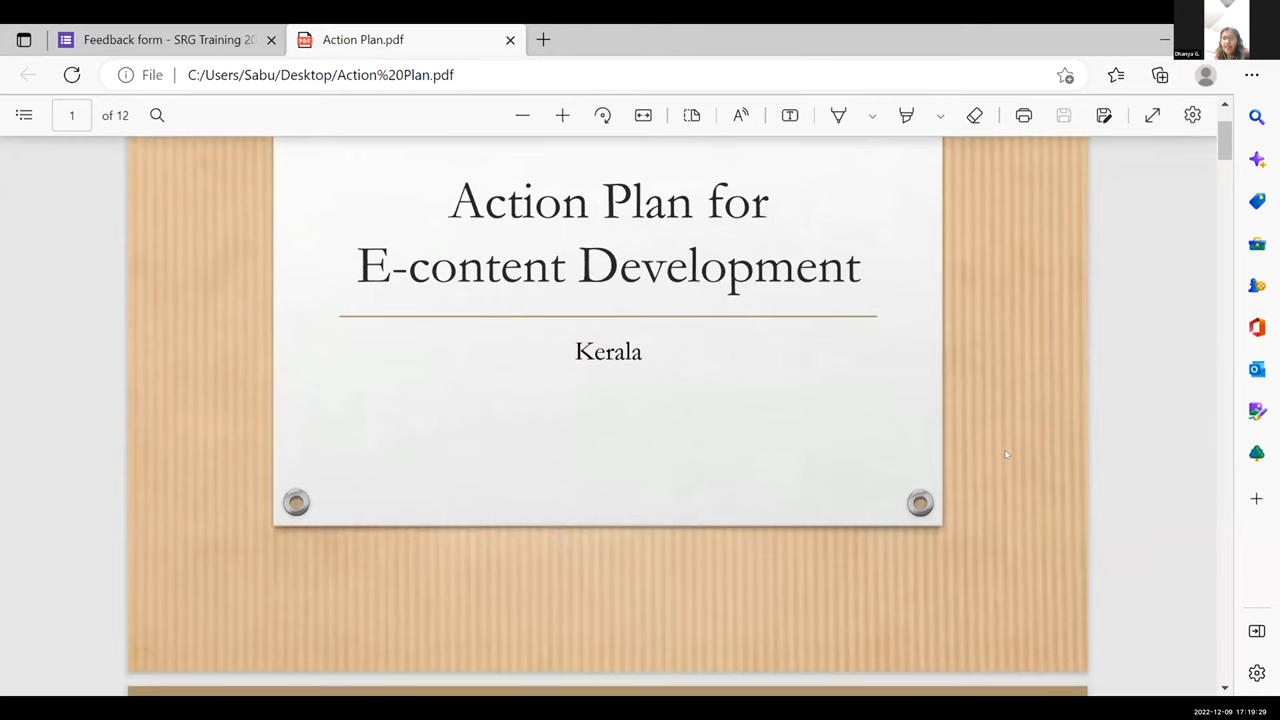 Feedback form - SRG Training 20
Action Plan.pdf
Dhanya G.
File
C:/Users/Sabu/Desktop/Action%20Plan.pdf
1 of 12
Action Plan for
E-content Development
Kerala
2022-12-09 17:19:29